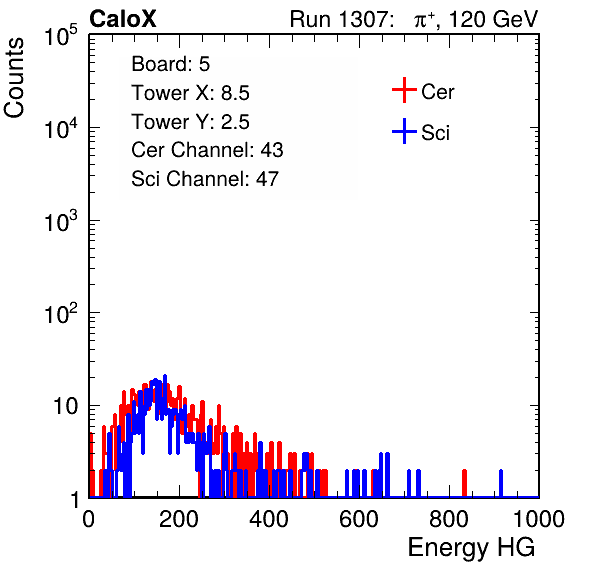 CaloX Run 1307: π⁺, 120 GeV
Board: 5
Tower X: 8.5
Tower Y: 2.5
Cer Channel: 43
Sci Channel: 47
Cer
Sci
Counts
10⁵
10⁴
10³
10²
10
1
0 200 400 600 800 1000
Energy HG